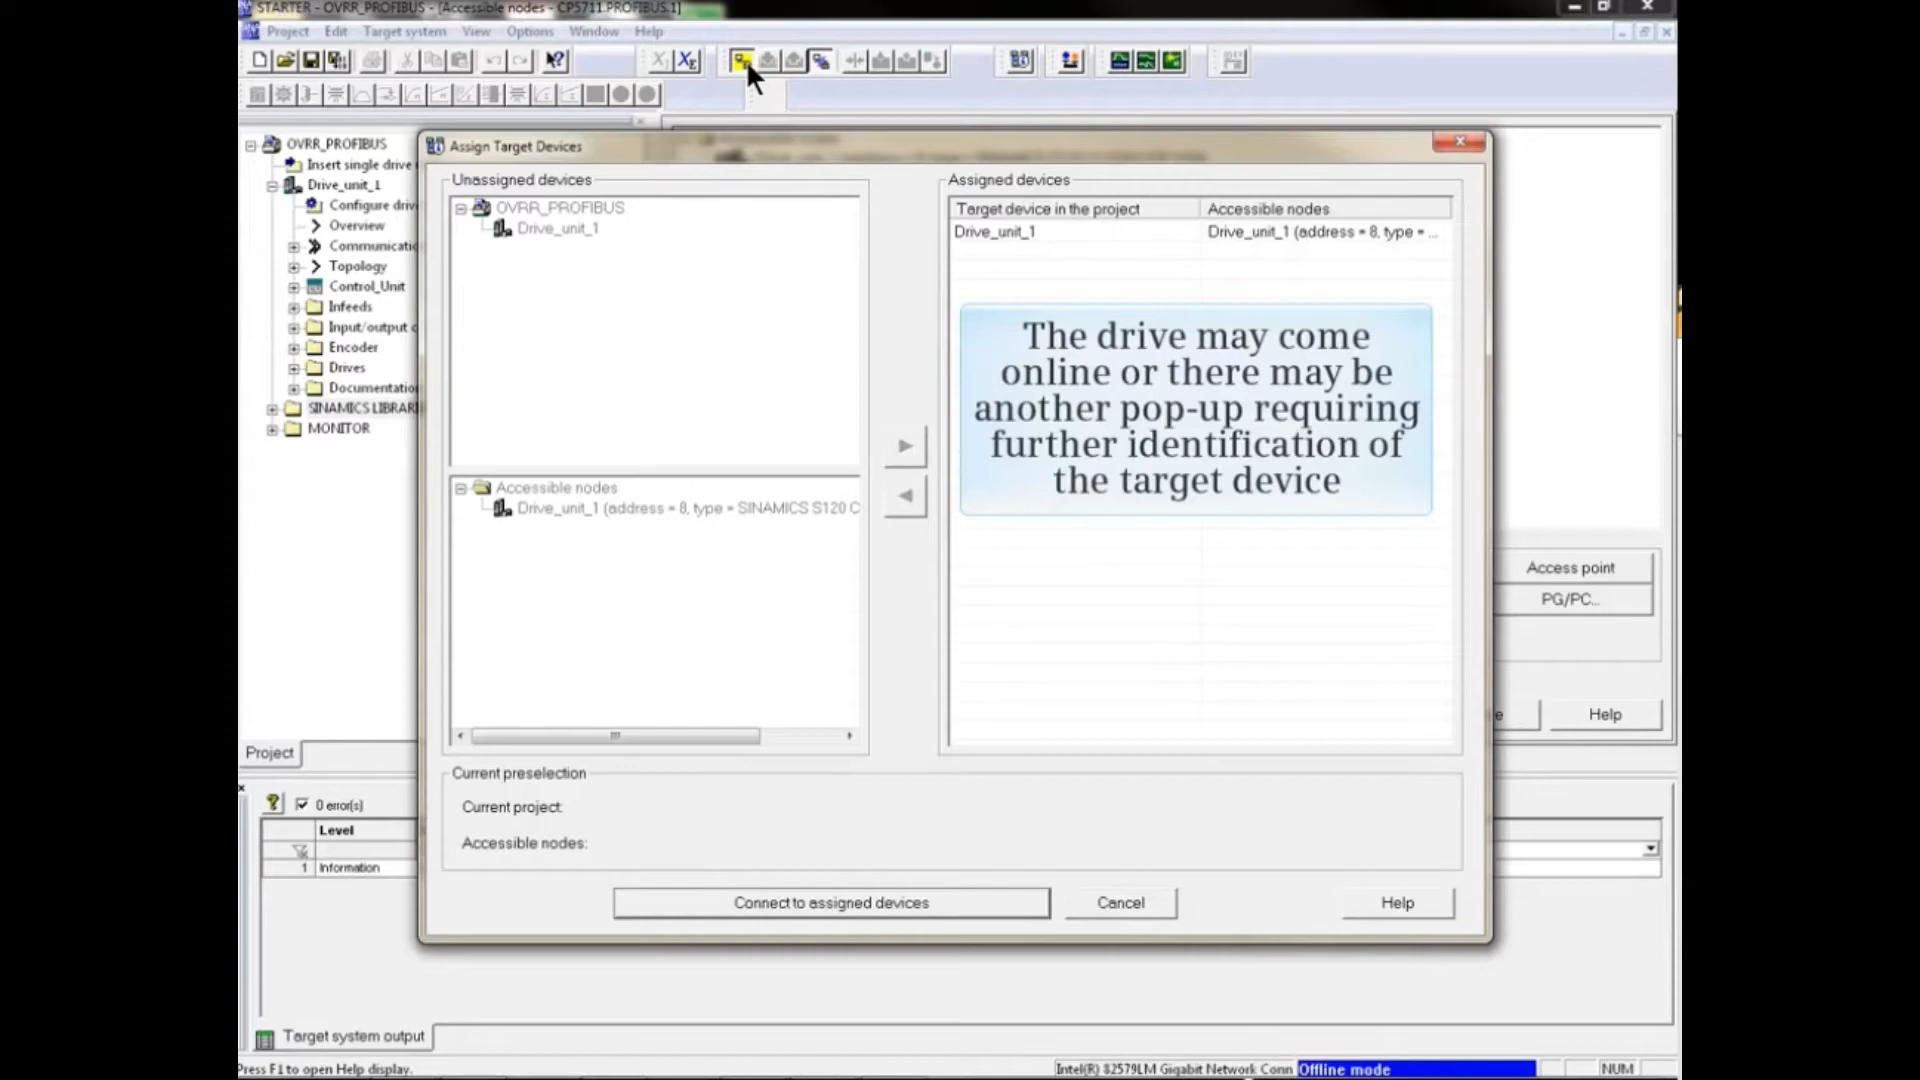 STARTER - OVRR_PROFIBUS - [Accessible nodes - CP5711.PROFIBUS.1]
Project Edit Target system View Options Window Help
OVRR_PROFIBUS
Insert single drive
Drive_unit_1
Configure driv
Overview
Communicatio
Topology
Control_Unit
Infeeds
Input/output c
Encoder
Drives
Documentation
SINAMICS LIBRARI
MONITOR
Project
Assign Target Devices
Unassigned devices
OVRR_PROFIBUS
Drive_unit_1
Accessible nodes
Drive_unit_1 (address = 8, type = SINAMICS S120 C
Assigned devices
Target device in the project Accessible nodes
Drive_unit_1 Drive_unit_1 (address = 8, type = ...
The drive may come
online or there may be
another pop-up requiring
further identification of
the target device
Current preselection
Current project:
Accessible nodes:
Connect to assigned devices Cancel Help
Access point
PG/PC...
e Help
0 error(s)
Level
1 Information
Target system output
Press F1 to open Help display. Intel(R) 82579LM Gigabit Network Conn Offline mode NUM